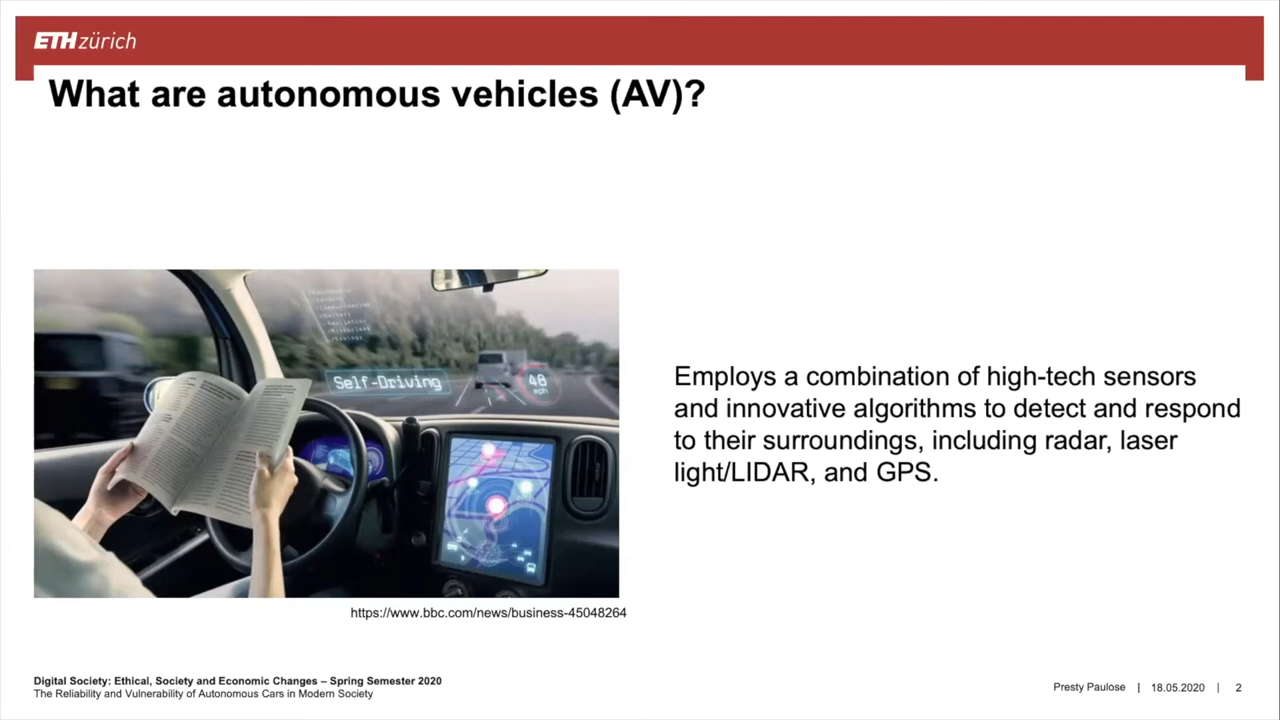 ETHzürich
What are autonomous vehicles (AV)?
Self-Driving
40
mph
Employs a combination of high-tech sensors
and innovative algorithms to detect and respond
to their surroundings, including radar, laser
light/LIDAR, and GPS.
https://www.bbc.com/news/business-45048264
Digital Society: Ethical, Society and Economic Changes – Spring Semester 2020
The Reliability and Vulnerability of Autonomous Cars in Modern Society
Presty Paulose | 18.05.2020 | 2